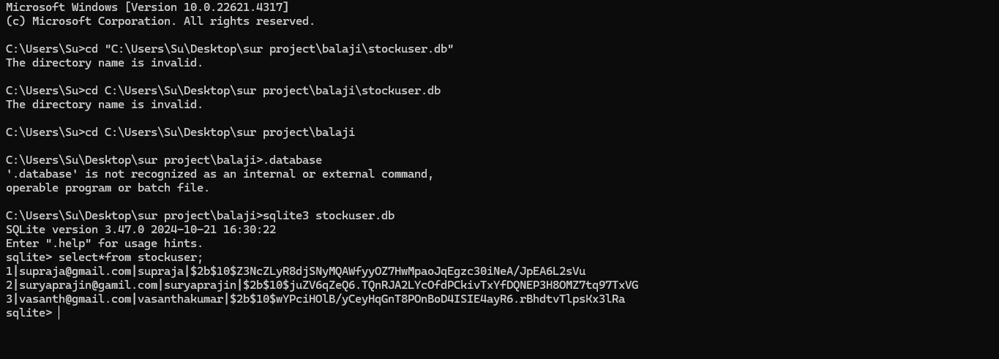 Microsoft Windows [Version 10.0.22621.4317]
(c) Microsoft Corporation. All rights reserved.
C:\Users\Su>cd "C:\Users\Su\Desktop\sur project\balaji\stockuser.db"
The directory name is invalid.
C:\Users\Su>cd C:\Users\Su\Desktop\sur project\balaji\stockuser.db
The directory name is invalid.
C:\Users\Su>cd C:\Users\Su\Desktop\sur project\balaji
C:\Users\Su\Desktop\sur project\balaji>.database
'.database' is not recognized as an internal or external command,
operable program or batch file.
C:\Users\Su\Desktop\sur project\balaji>sqlite3 stockuser.db
SQLite version 3.47.0 2024-10-21 16:30:22
Enter ".help" for usage hints.
sqlite> select*from stockuser;
1|supraja@gmail.com|supraja|$2b$10$Z3NcZLyR8djSNyMQAWfyyOZ7HwMpaoJqEgzc30iNeA/JpEA6L2sVu
2|suryaprajin@gamil.com|suryaprajin|$2b$10$juZV6qZeQ6.TQnRJA2LYcOfdPCkivTxYfDQNEP3H8OMZ7tq97TxVG
3|vasanth@gmail.com|vasanthakumar|$2b$10$wYPciHOlB/yCeyHqGnT8POnBoD4ISIE4ayR6.rBhdtvTlpsKx3lRa
sqlite>